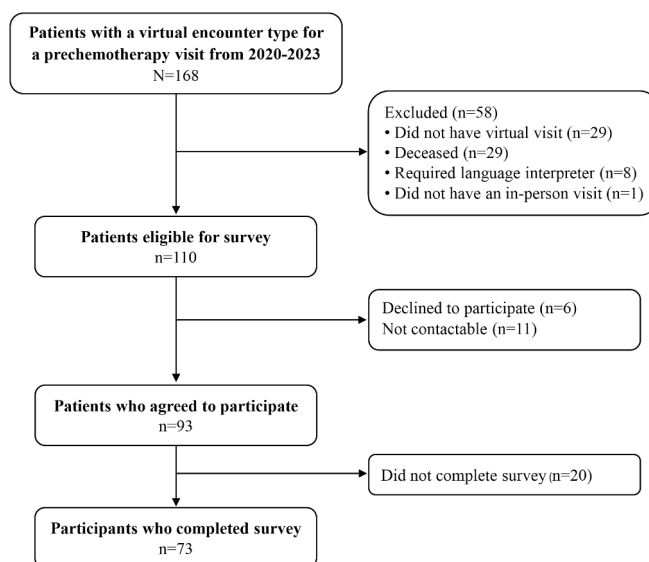 Patients with a virtual encounter type for
a prechemotherapy visit from 2020-2023
N=168
Excluded (n=58)
• Did not have virtual visit (n=29)
• Deceased (n=29)
• Required language interpreter (n=8)
• Did not have an in-person visit (n=1)
Patients eligible for survey
n=110
Declined to participate (n=6)
Not contactable (n=11)
Patients who agreed to participate
n=93
Did not complete survey (n=20)
Participants who completed survey
n=73